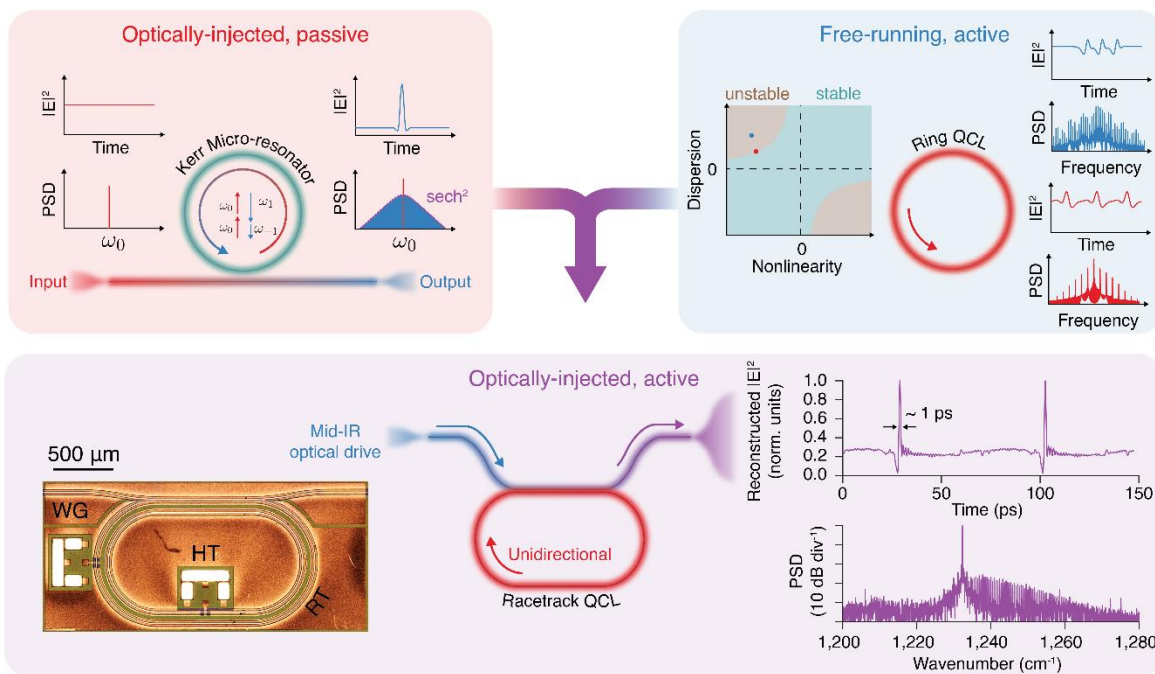 Optically-injected, passive
|E|²
Time
PSD
ω₀
Kerr Micro-resonator
ω₀
ω₁
ω₀
ω₋₁
|E|²
Time
PSD
sech²
ω₀
Input
Output
Free-running, active
unstable
stable
Dispersion
0
0
Nonlinearity
Ring QCL
|E|²
Time
PSD
Frequency
|E|²
Time
PSD
Frequency
Optically-injected, active
500 μm
WG
HT
RT
Mid-IR
optical drive
Unidirectional
Racetrack QCL
Reconstructed |E|²
(norm. units)
1.0
0.8
0.6
0.4
0.2
0.0
~ 1 ps
0
50
100
150
Time (ps)
PSD
(10 dB div⁻¹)
1,200
1,220
1,240
1,260
1,280
Wavenumber (cm⁻¹)